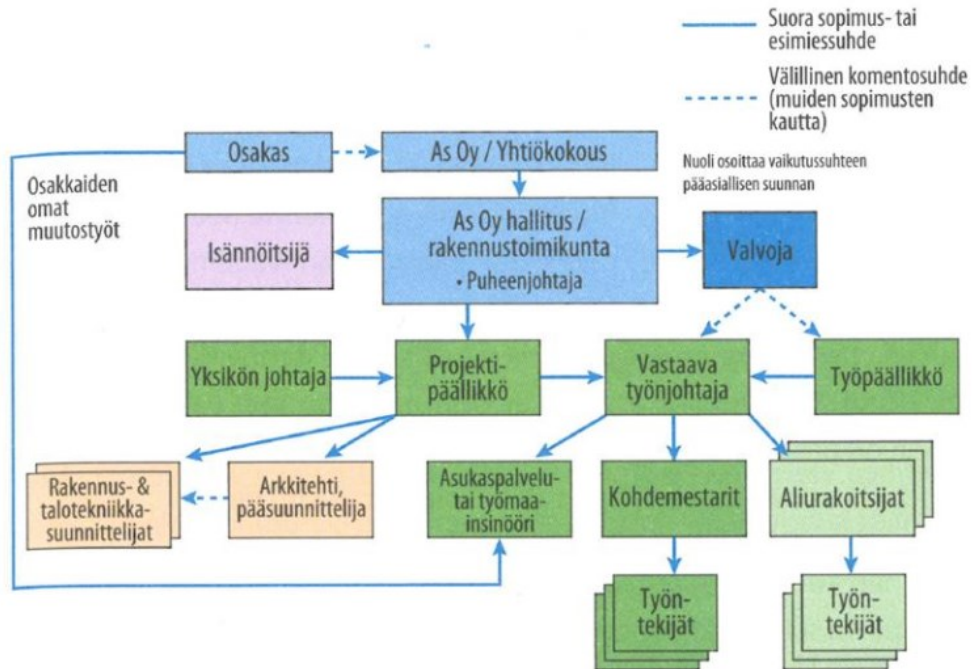 Suora sopimus- tai
esimiessuhde
Välillinen komentosuhde
(muiden sopimusten
kautta)
Nuoli osoittaa vaikutussuhteen
pääasiallisen suunnan
Osakas
As Oy / Yhtiökokous
Osakkaiden
omat
muutostyöt
Isännöitsijä
As Oy hallitus /
rakennustoimikunta
• Puheenjohtaja
Valvoja
Yksikön johtaja
Projekti-
päällikkö
Vastaava
työnjohtaja
Työpäällikkö
Rakennus- &
talotekniikka-
suunnittelijat
Arkkitehti,
pääsuunnittelija
Asukaspalvelu-
tai työmaa-
insinööri
Kohdemestarit
Aliurakoitsijat
Työn-
tekijät
Työn-
tekijät